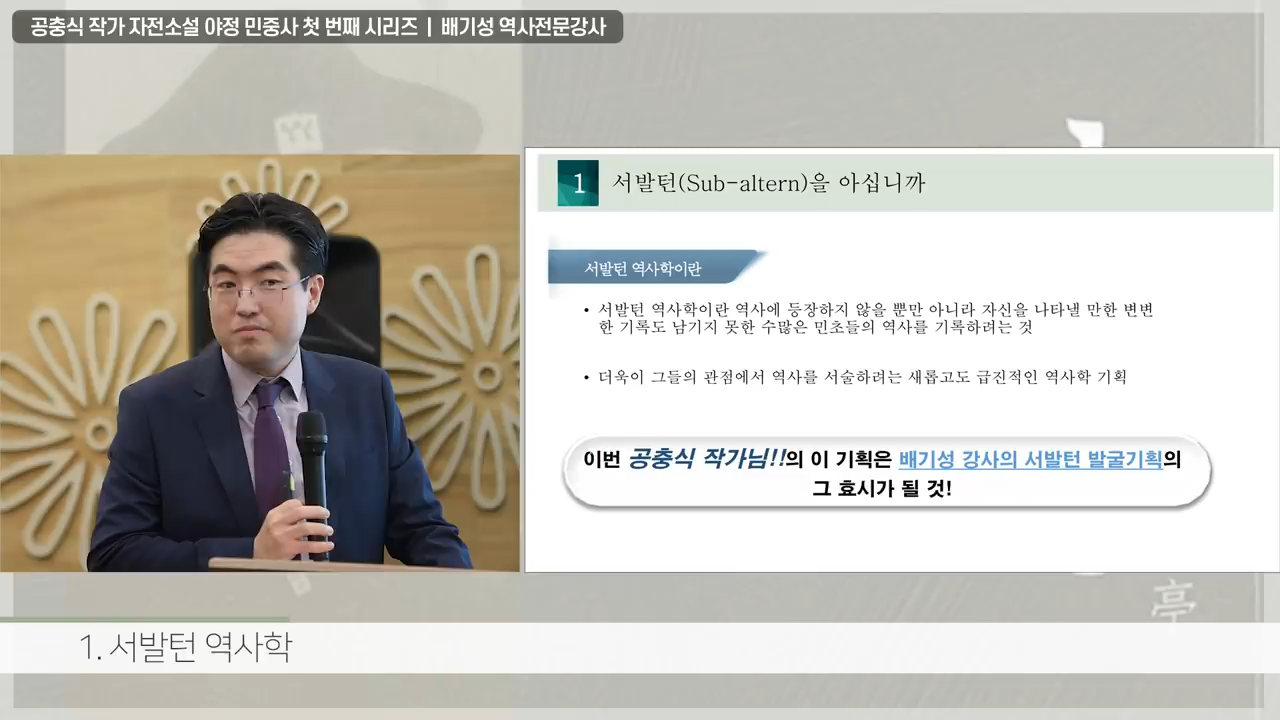 공충식 작가 자전소설 야정 민중사 첫 번째 시리즈 | 배기성 역사전문강사
1 서발턴(Sub-altern)을 아십니까
서발턴 역사학이란
• 서발턴 역사학이란 역사에 등장하지 않을 뿐만 아니라 자신을 나타낼 만한 변변
한 기록도 남기지 못한 수많은 민초들의 역사를 기록하려는 것
• 더욱이 그들의 관점에서 역사를 서술하려는 새롭고도 급진적인 역사학 기획
이번 공충식 작가님!!의 이 기획은 배기성 강사의 서발턴 발굴기획의
그 효시가 될 것!
亭
1. 서발턴 역사학